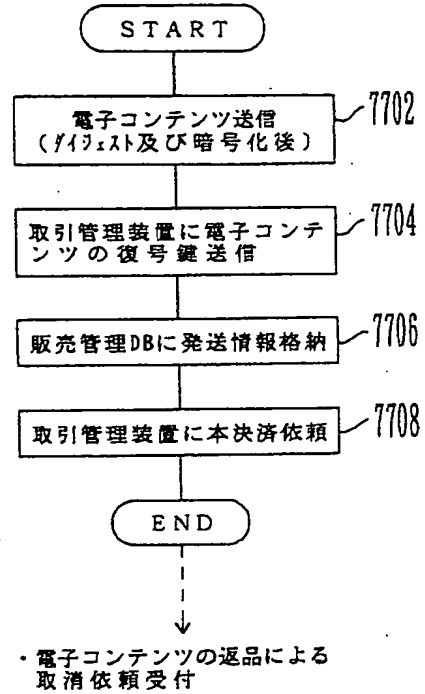 START
電子コンテンツ送信
(ダイジェスト及び暗号化後)
7702
取引管理装置に電子コンテ
ンツの復号鍵送信
7704
販売管理DBに発送情報格納
7706
取引管理装置に本決済依頼
7708
END
・電子コンテンツの返品による
取消依頼受付